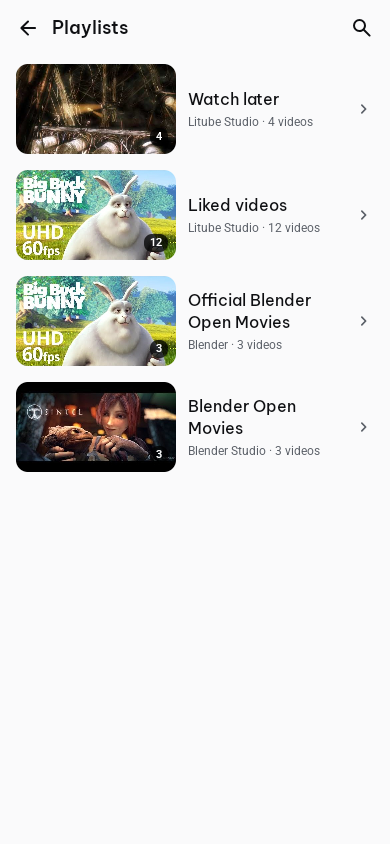 Playlists
4
Watch later
Litube Studio · 4 videos
Big Buck
BUNNY
UHD
60fps
12
Liked videos
Litube Studio · 12 videos
Big Buck
BUNNY
UHD
60fps
3
Official Blender
Open Movies
Blender · 3 videos
SINTEL
3
Blender Open
Movies
Blender Studio · 3 videos